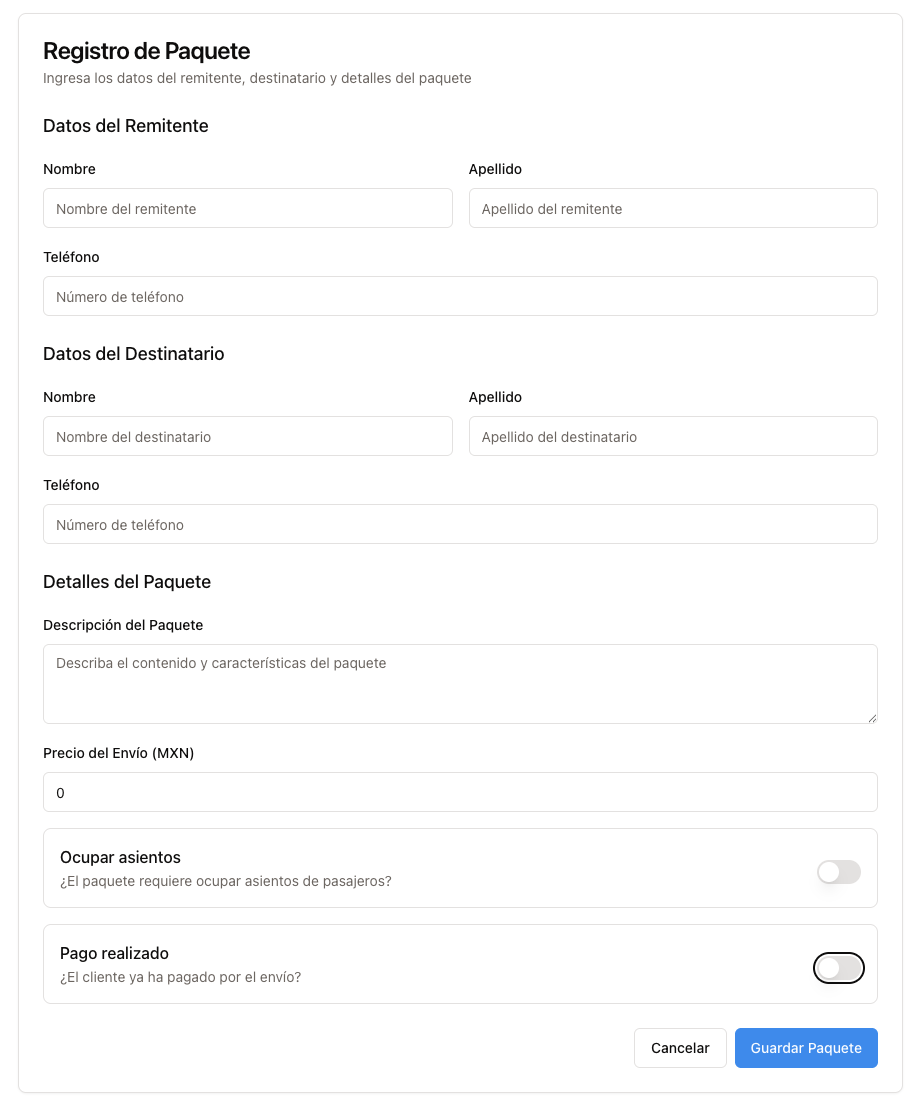 Registro de Paquete
Ingresa los datos del remitente, destinatario y detalles del paquete
Datos del Remitente
Nombre
Apellido
Nombre del remitente
Apellido del remitente
Teléfono
Número de teléfono
Datos del Destinatario
Nombre
Apellido
Nombre del destinatario
Apellido del destinatario
Teléfono
Número de teléfono
Detalles del Paquete
Descripción del Paquete
Describa el contenido y características del paquete
Precio del Envío (MXN)
0
Ocupar asientos
¿El paquete requiere ocupar asientos de pasajeros?
Pago realizado
¿El cliente ya ha pagado por el envío?
Cancelar
Guardar Paquete